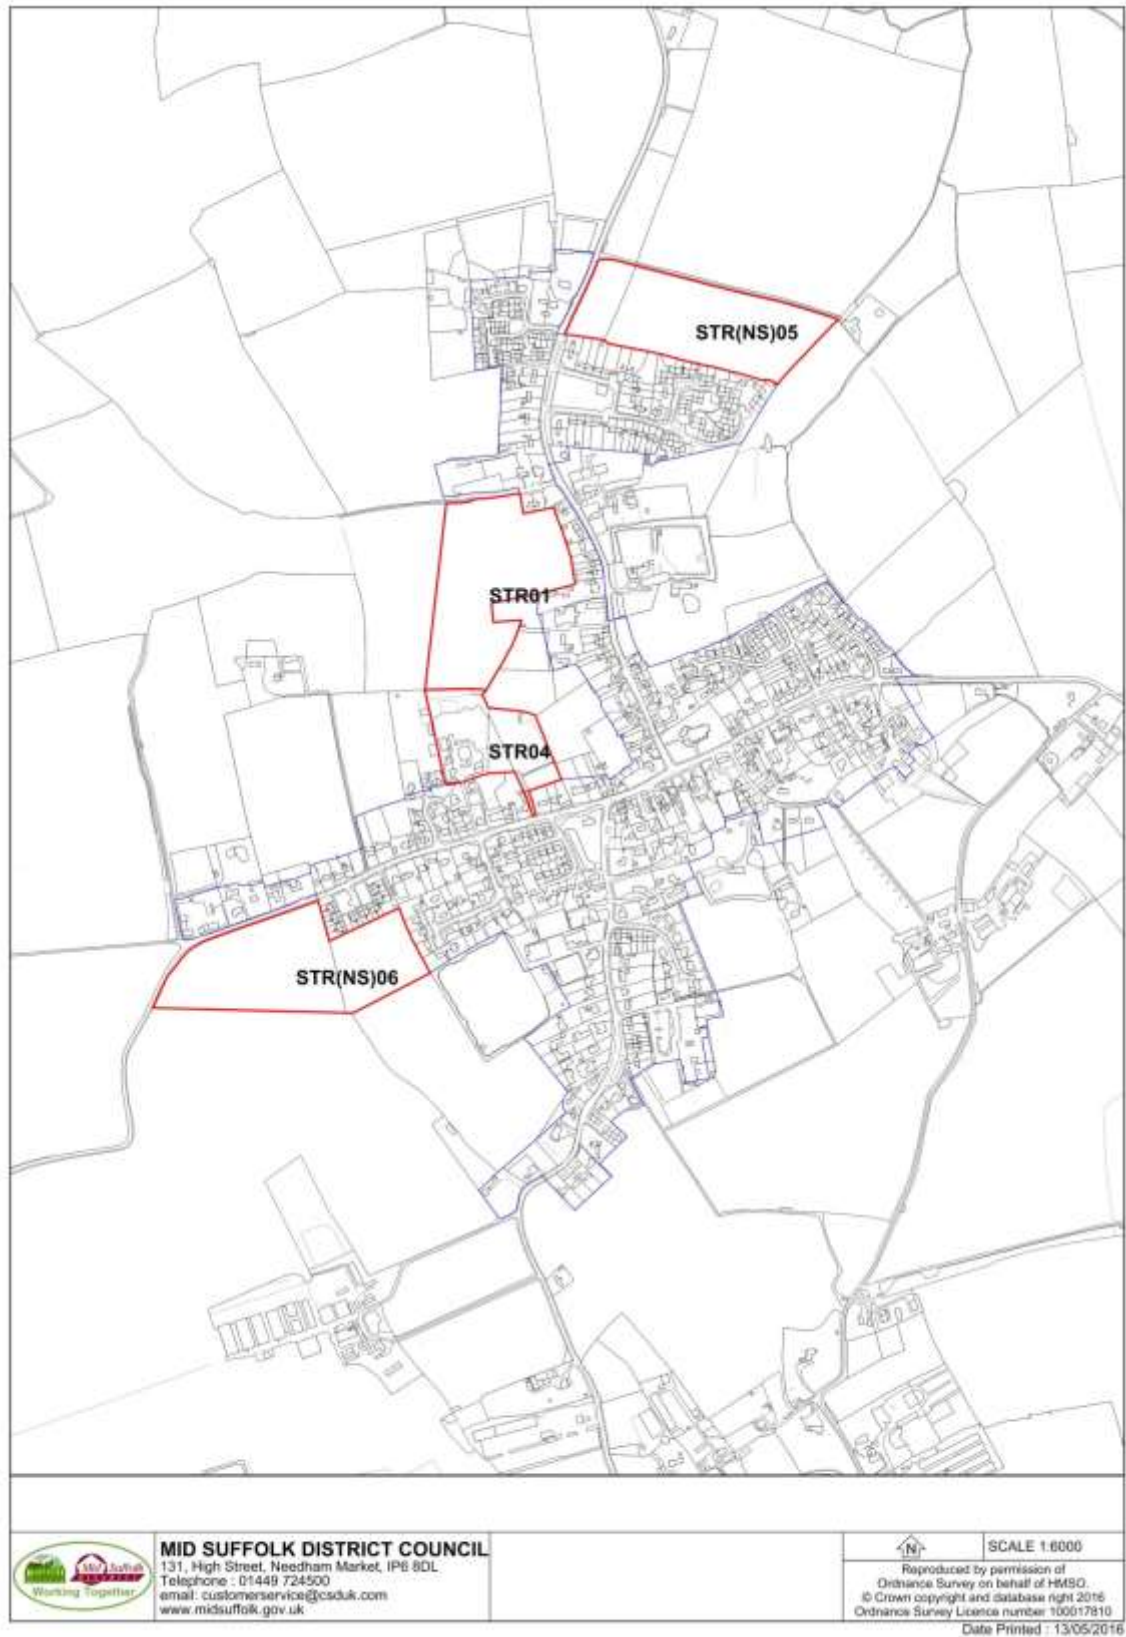 STR(NS)05
STR01
STR04
STR(NS)06
Mid Suffolk
Working Together
MID SUFFOLK DISTRICT COUNCIL
131, High Street, Needham Market, IP6 8DL
Telephone : 01449 724500
email: customerservice@csduk.com
www.midsuffolk.gov.uk
N
SCALE 1:6000
Reproduced by permission of
Ordnance Survey on behalf of HMSO.
© Crown copyright and database right 2016
Ordnance Survey Licence number 100017810
Date Printed : 13/05/2016